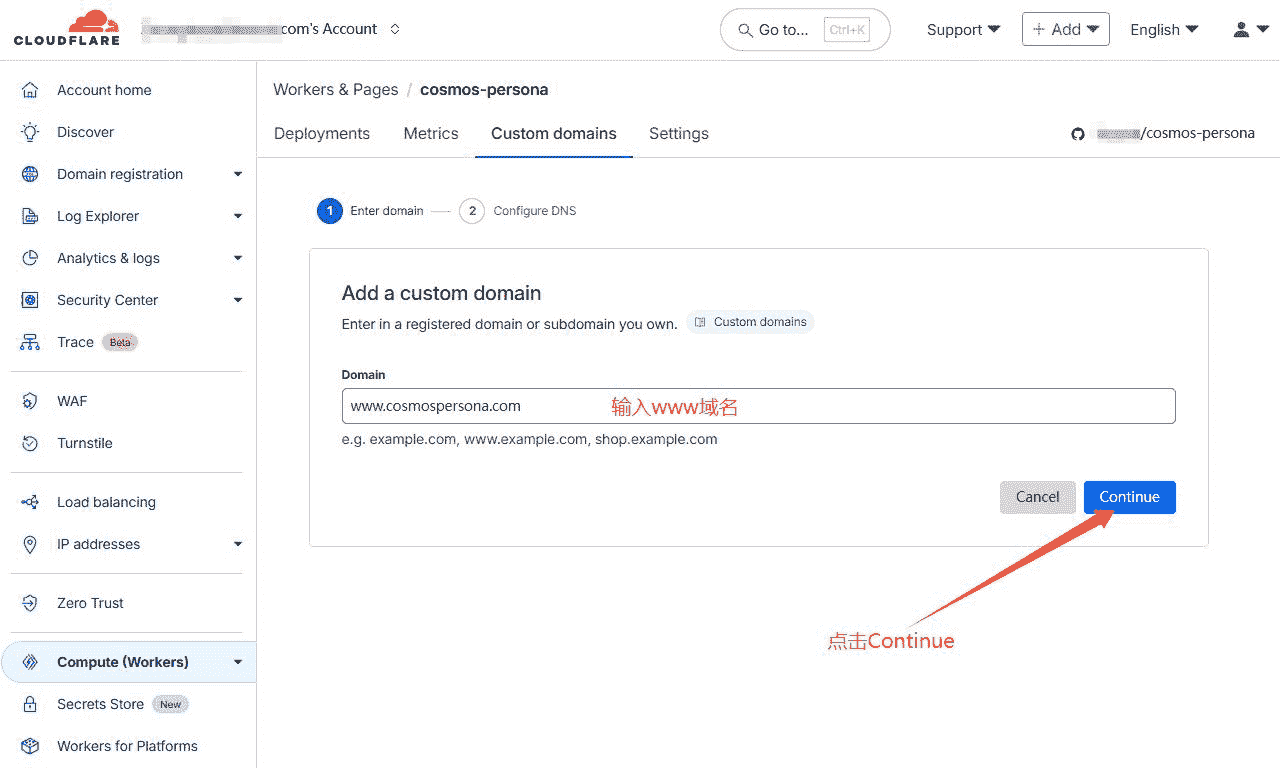 CLOUDFLARE
com's Account
Go to... Ctrl+K
Support
Add
English
Account home
Discover
Domain registration
Log Explorer
Analytics & logs
Security Center
Trace Beta
WAF
Turnstile
Load balancing
IP addresses
Zero Trust
Compute (Workers)
Secrets Store New
Workers for Platforms
Workers & Pages / cosmos-persona
Deployments Metrics Custom domains Settings
/cosmos-persona
1 Enter domain 2 Configure DNS
Add a custom domain
Enter in a registered domain or subdomain you own. Custom domains
Domain
www.cosmospersona.com 输入www域名
e.g. example.com, www.example.com, shop.example.com
Cancel Continue
点击Continue